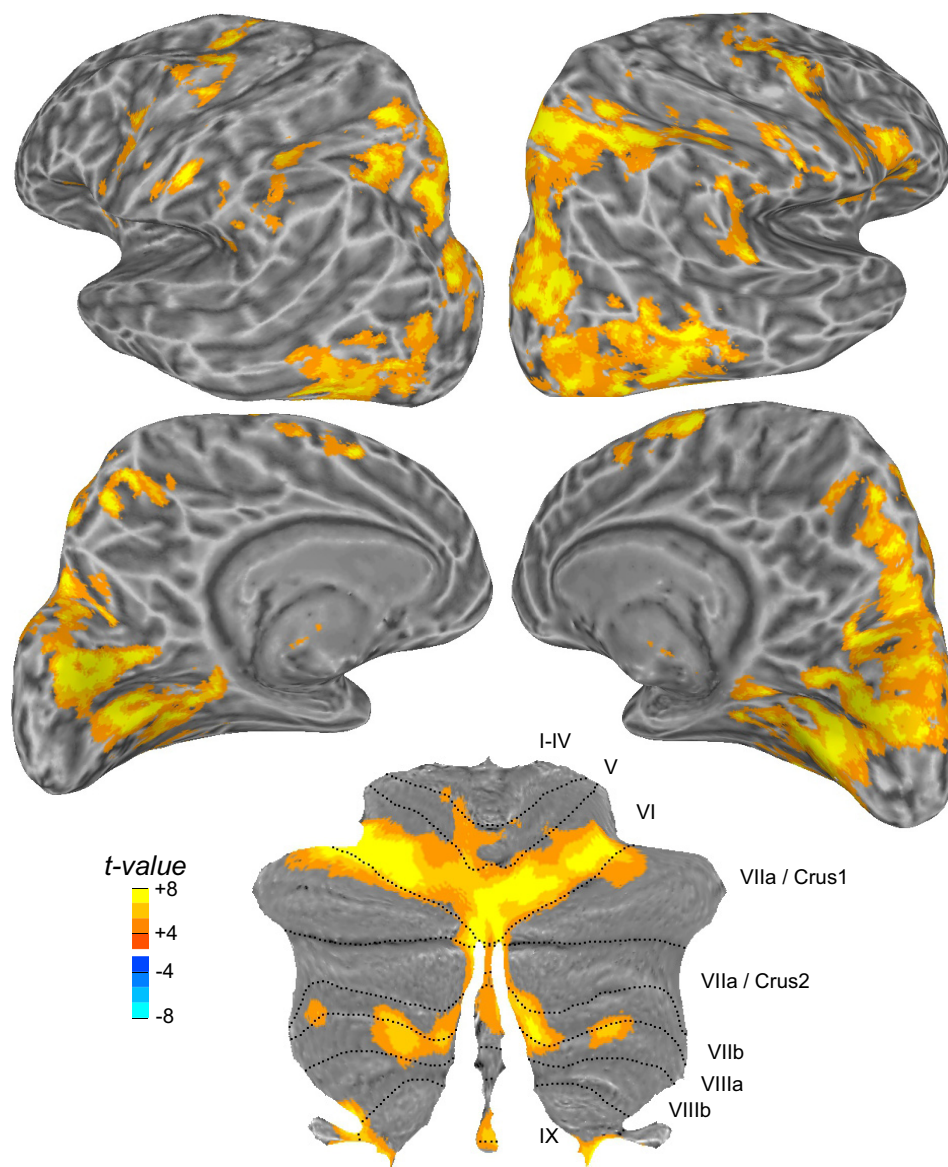 I-IV
V
VI
t-value
+8
+4
-4
-8
VIIa / Crus1
VIIa / Crus2
VIIb
VIIIa
VIIIb
IX